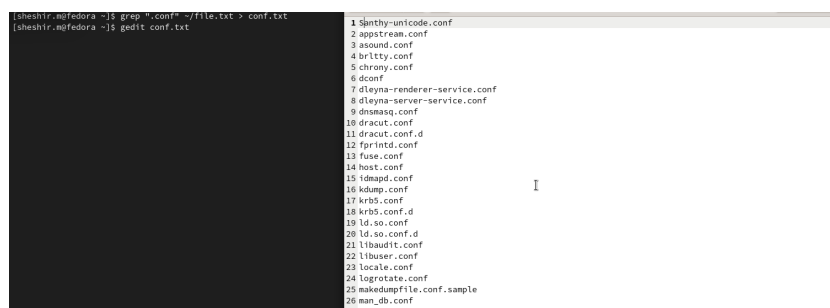 [sheshir.m@fedora ~]$ grep ".conf" ~/file.txt > conf.txt
[sheshir.m@fedora ~]$ gedit conf.txt
1 Santhy-unicode.conf
2 appstream.conf
3 asound.conf
4 brltty.conf
5 chrony.conf
6 dconf
7 dleyna-renderer-service.conf
8 dleyna-server-service.conf
9 dnsmasq.conf
10 dracut.conf
11 dracut.conf.d
12 fprintd.conf
13 fuse.conf
14 host.conf
15 idmapd.conf
16 kdump.conf
17 krb5.conf
18 krb5.conf.d
19 ld.so.conf
20 ld.so.conf.d
21 libaudit.conf
22 libuser.conf
23 locale.conf
24 logrotate.conf
25 makedumpfile.conf.sample
26 man_db.conf